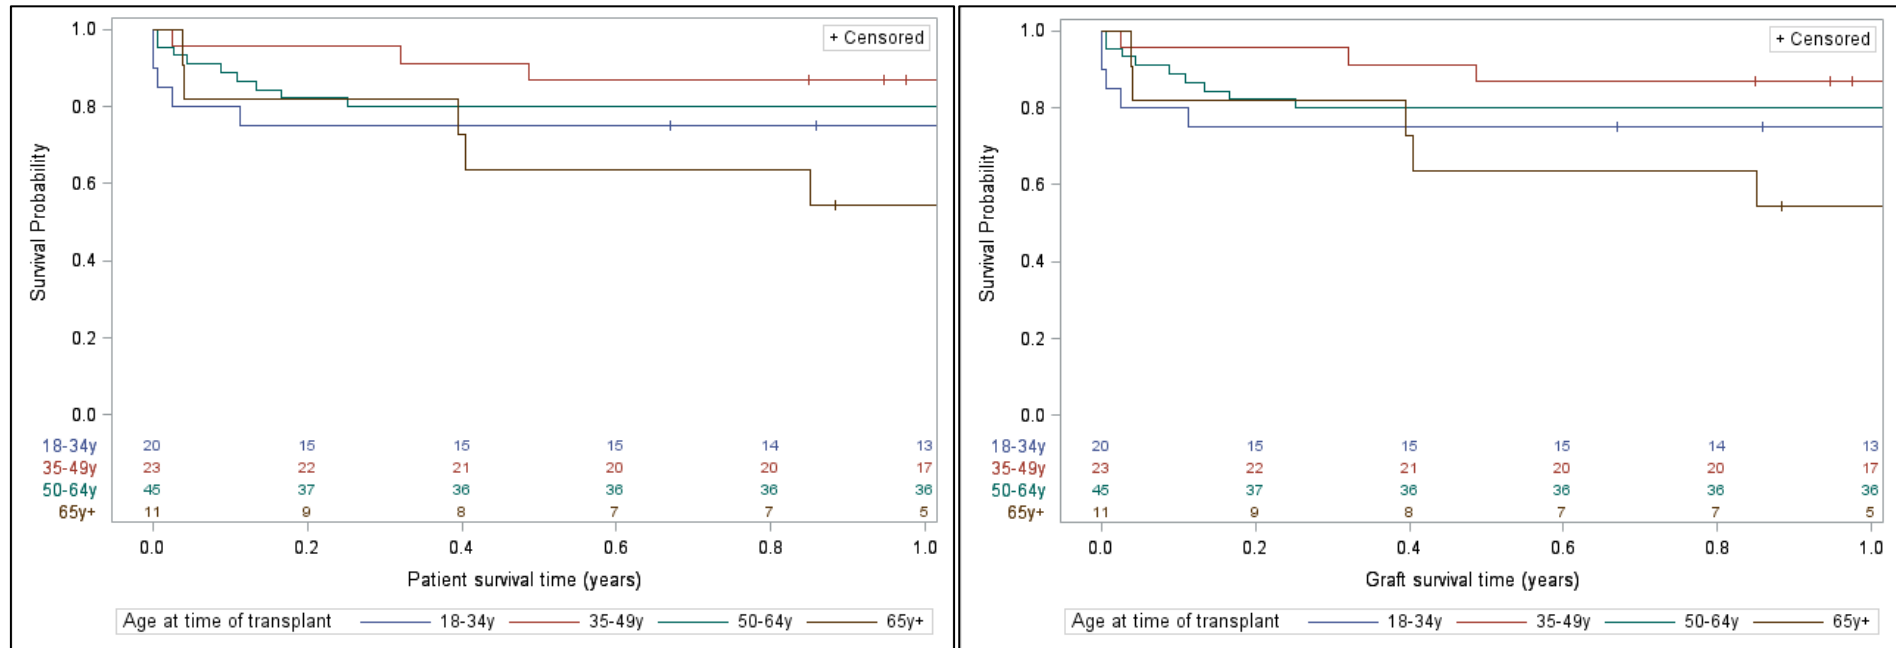 1.0
+ Censored
0.8
0.6
0.4
0.2
0.0
Survival Probability
18-34y 20 15 15 15 14 13
35-49y 23 22 21 20 20 17
50-64y 45 37 36 36 36 36
65y+ 11 9 8 7 7 5
0.0 0.2 0.4 0.6 0.8 1.0
Patient survival time (years)
Age at time of transplant 18-34y 35-49y 50-64y 65y+
1.0
+ Censored
0.8
0.6
0.4
0.2
0.0
Survival Probability
18-34y 20 15 15 15 14 13
35-49y 23 22 21 20 20 17
50-64y 45 37 36 36 36 36
65y+ 11 9 8 7 7 5
0.0 0.2 0.4 0.6 0.8 1.0
Graft survival time (years)
Age at time of transplant 18-34y 35-49y 50-64y 65y+